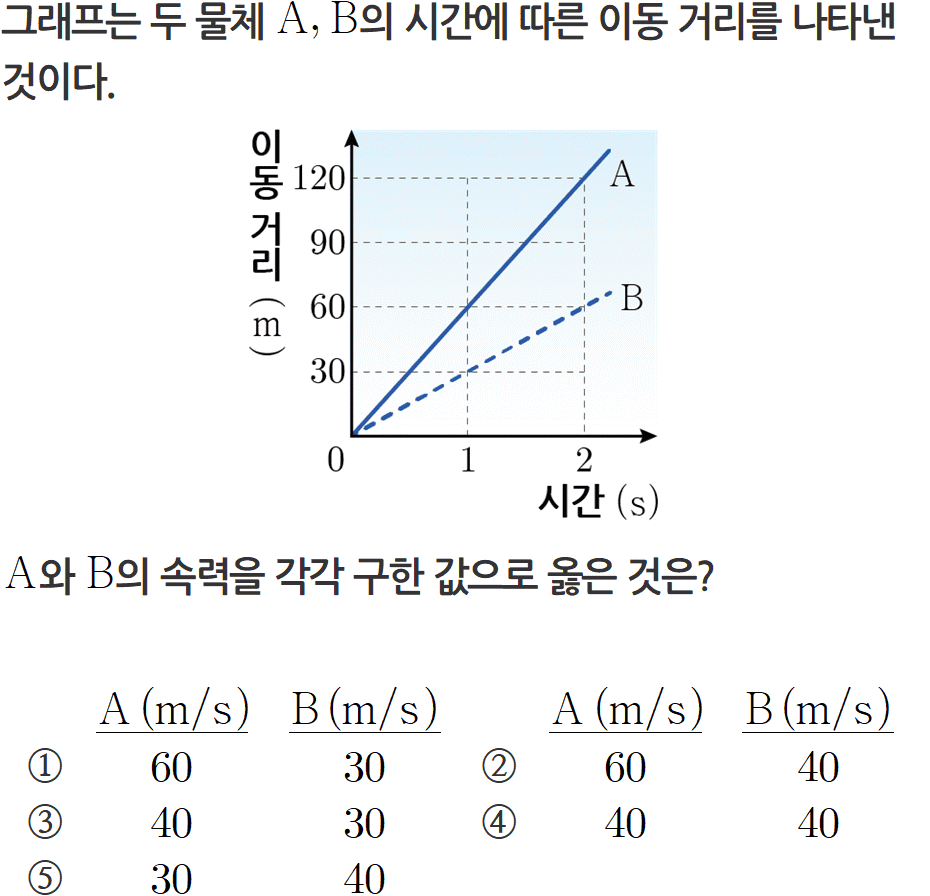 그래프는 두 물체 A, B의 시간에 따른 이동 거리를 나타낸
것이다.
이동 거리 (m)
120
90
60
30
0
1
2
A
B
시간 (s)
A와 B의 속력을 각각 구한 값으로 옳은 것은?
A (m/s) B (m/s) A (m/s) B (m/s)
① 60 30 ② 60 40
③ 40 30 ④ 40 40
⑤ 30 40